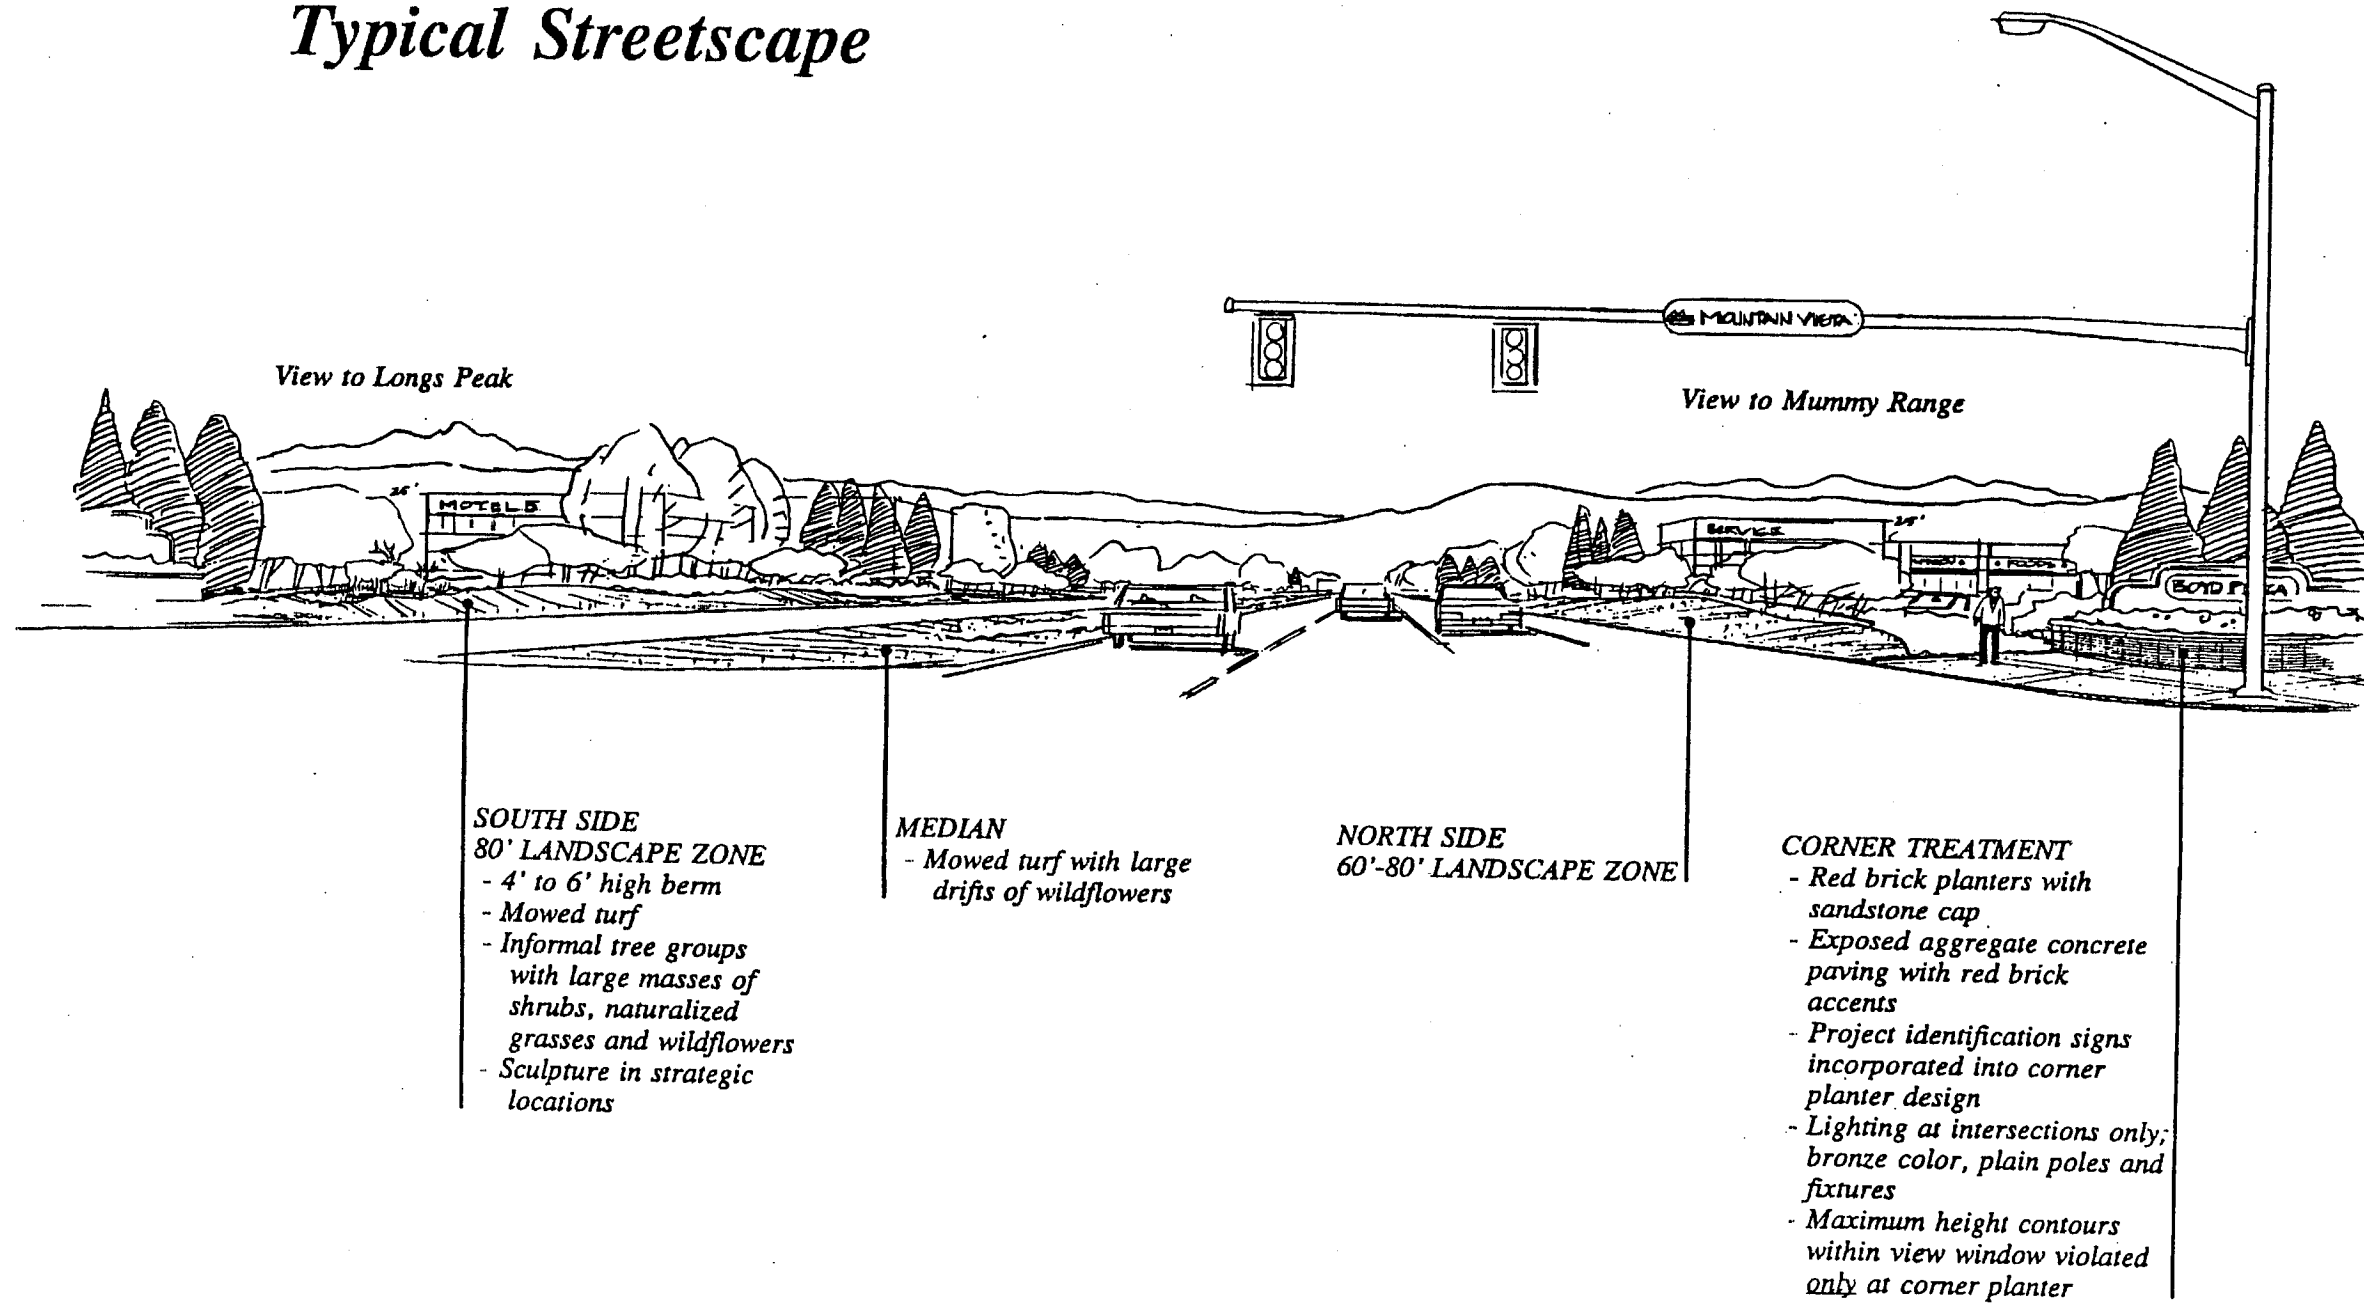 Typical Streetscape
MOUNTAIN VISTA
View to Longs Peak
View to Mummy Range
25'
MOTEL
SERVICE
25'
FOODS
BOYD PLAZA
SOUTH SIDE
80' LANDSCAPE ZONE
- 4' to 6' high berm
- Mowed turf
- Informal tree groups
with large masses of
shrubs, naturalized
grasses and wildflowers
- Sculpture in strategic
locations
MEDIAN
- Mowed turf with large
drifts of wildflowers
NORTH SIDE
60'-80' LANDSCAPE ZONE
CORNER TREATMENT
- Red brick planters with
sandstone cap
- Exposed aggregate concrete
paving with red brick
accents
- Project identification signs
incorporated into corner
planter design
- Lighting at intersections only;
bronze color, plain poles and
fixtures
- Maximum height contours
within view window violated
only at corner planter